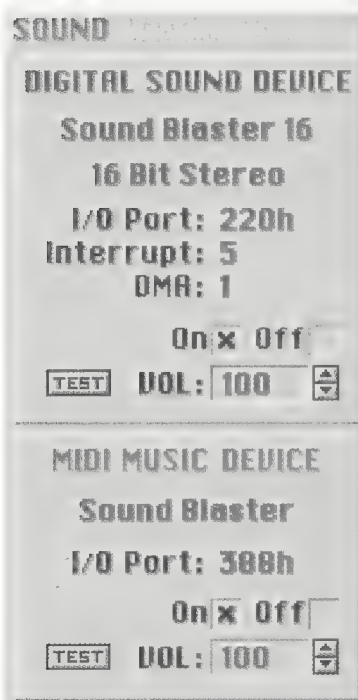 SOUND
DIGITAL SOUND DEVICE
Sound Blaster 16
16 Bit Stereo
I/O Port: 220h
Interrupt: 5
DMA: 1
On x Off
TEST VOL: 100
MIDI MUSIC DEVICE
Sound Blaster
I/O Port: 388h
On x Off
TEST VOL: 100